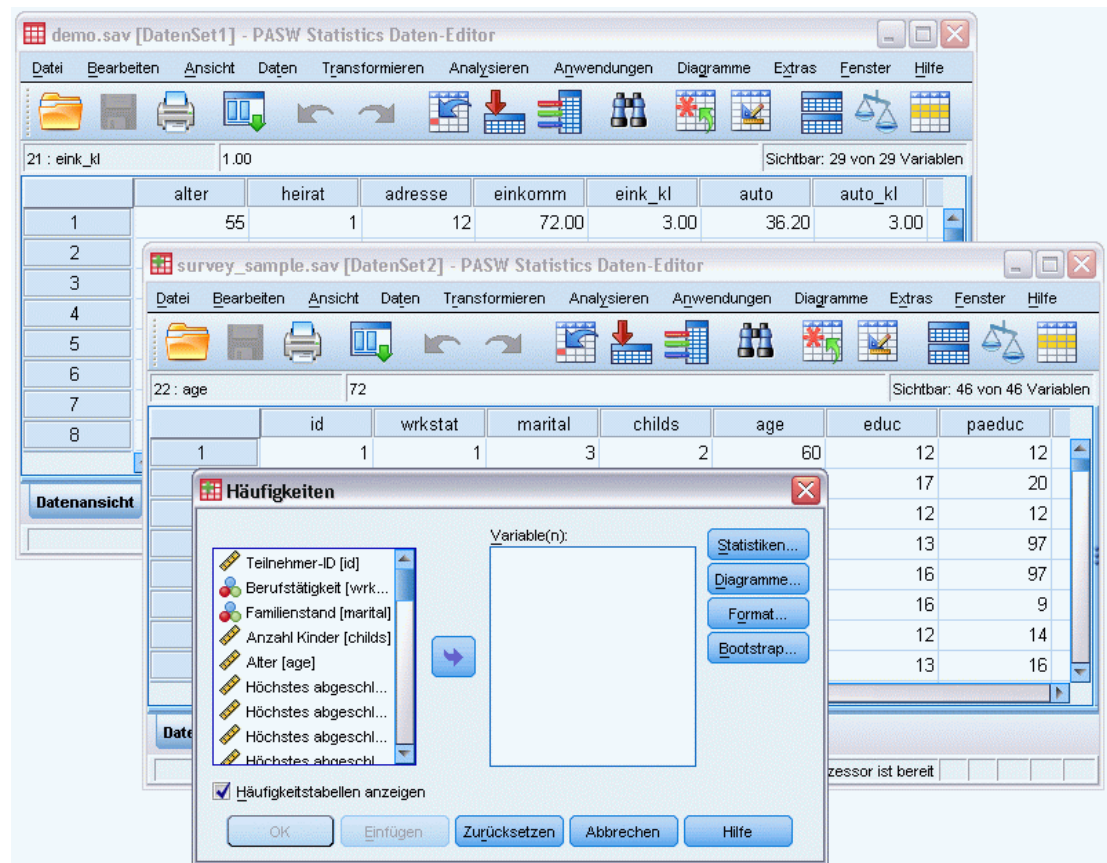 demo.sav [DatenSet1] - PASW Statistics Daten-Editor
Datei Bearbeiten Ansicht Daten Transformieren Analysieren Anwendungen Diagramme Extras Fenster Hilfe
21 : eink_kl 1.00 Sichtbar: 29 von 29 Variablen
alter heirat adresse einkomm eink_kl auto auto_kl
1 55 1 12 72.00 3.00 36.20 3.00
2
3
4
5
6
7
8
Datenansicht
survey_sample.sav [DatenSet2] - PASW Statistics Daten-Editor
Datei Bearbeiten Ansicht Daten Transformieren Analysieren Anwendungen Diagramme Extras Fenster Hilfe
22 : age 72 Sichtbar: 46 von 46 Variablen
id wrkstat marital childs age educ paeduc
1 1 1 3 2 60 12 12
17 20
12 12
13 97
16 97
16 9
12 14
13 16
Date
zessor ist bereit
Häufigkeiten
Teilnehmer-ID [id]
Berufstätigkeit [wrk...
Familienstand [marital]
Anzahl Kinder [childs]
Alter [age]
Höchstes abgeschl...
Höchstes abgeschl...
Höchstes abgeschl...
Höchstes abgeschl...
Variable(n):
Statistiken...
Diagramme...
Format...
Bootstrap...
Häufigkeitstabellen anzeigen
OK Einfügen Zurücksetzen Abbrechen Hilfe